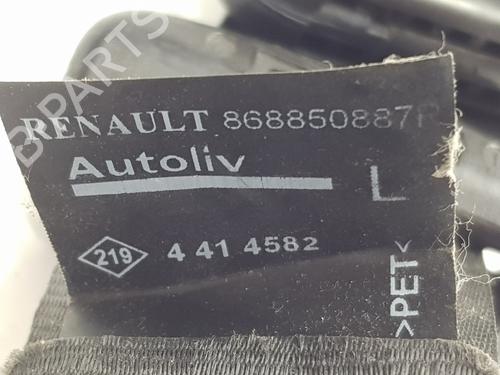 RENAULT 868850887R
Autoliv
L
219
4 41 4582
>PET<
B-PARTS